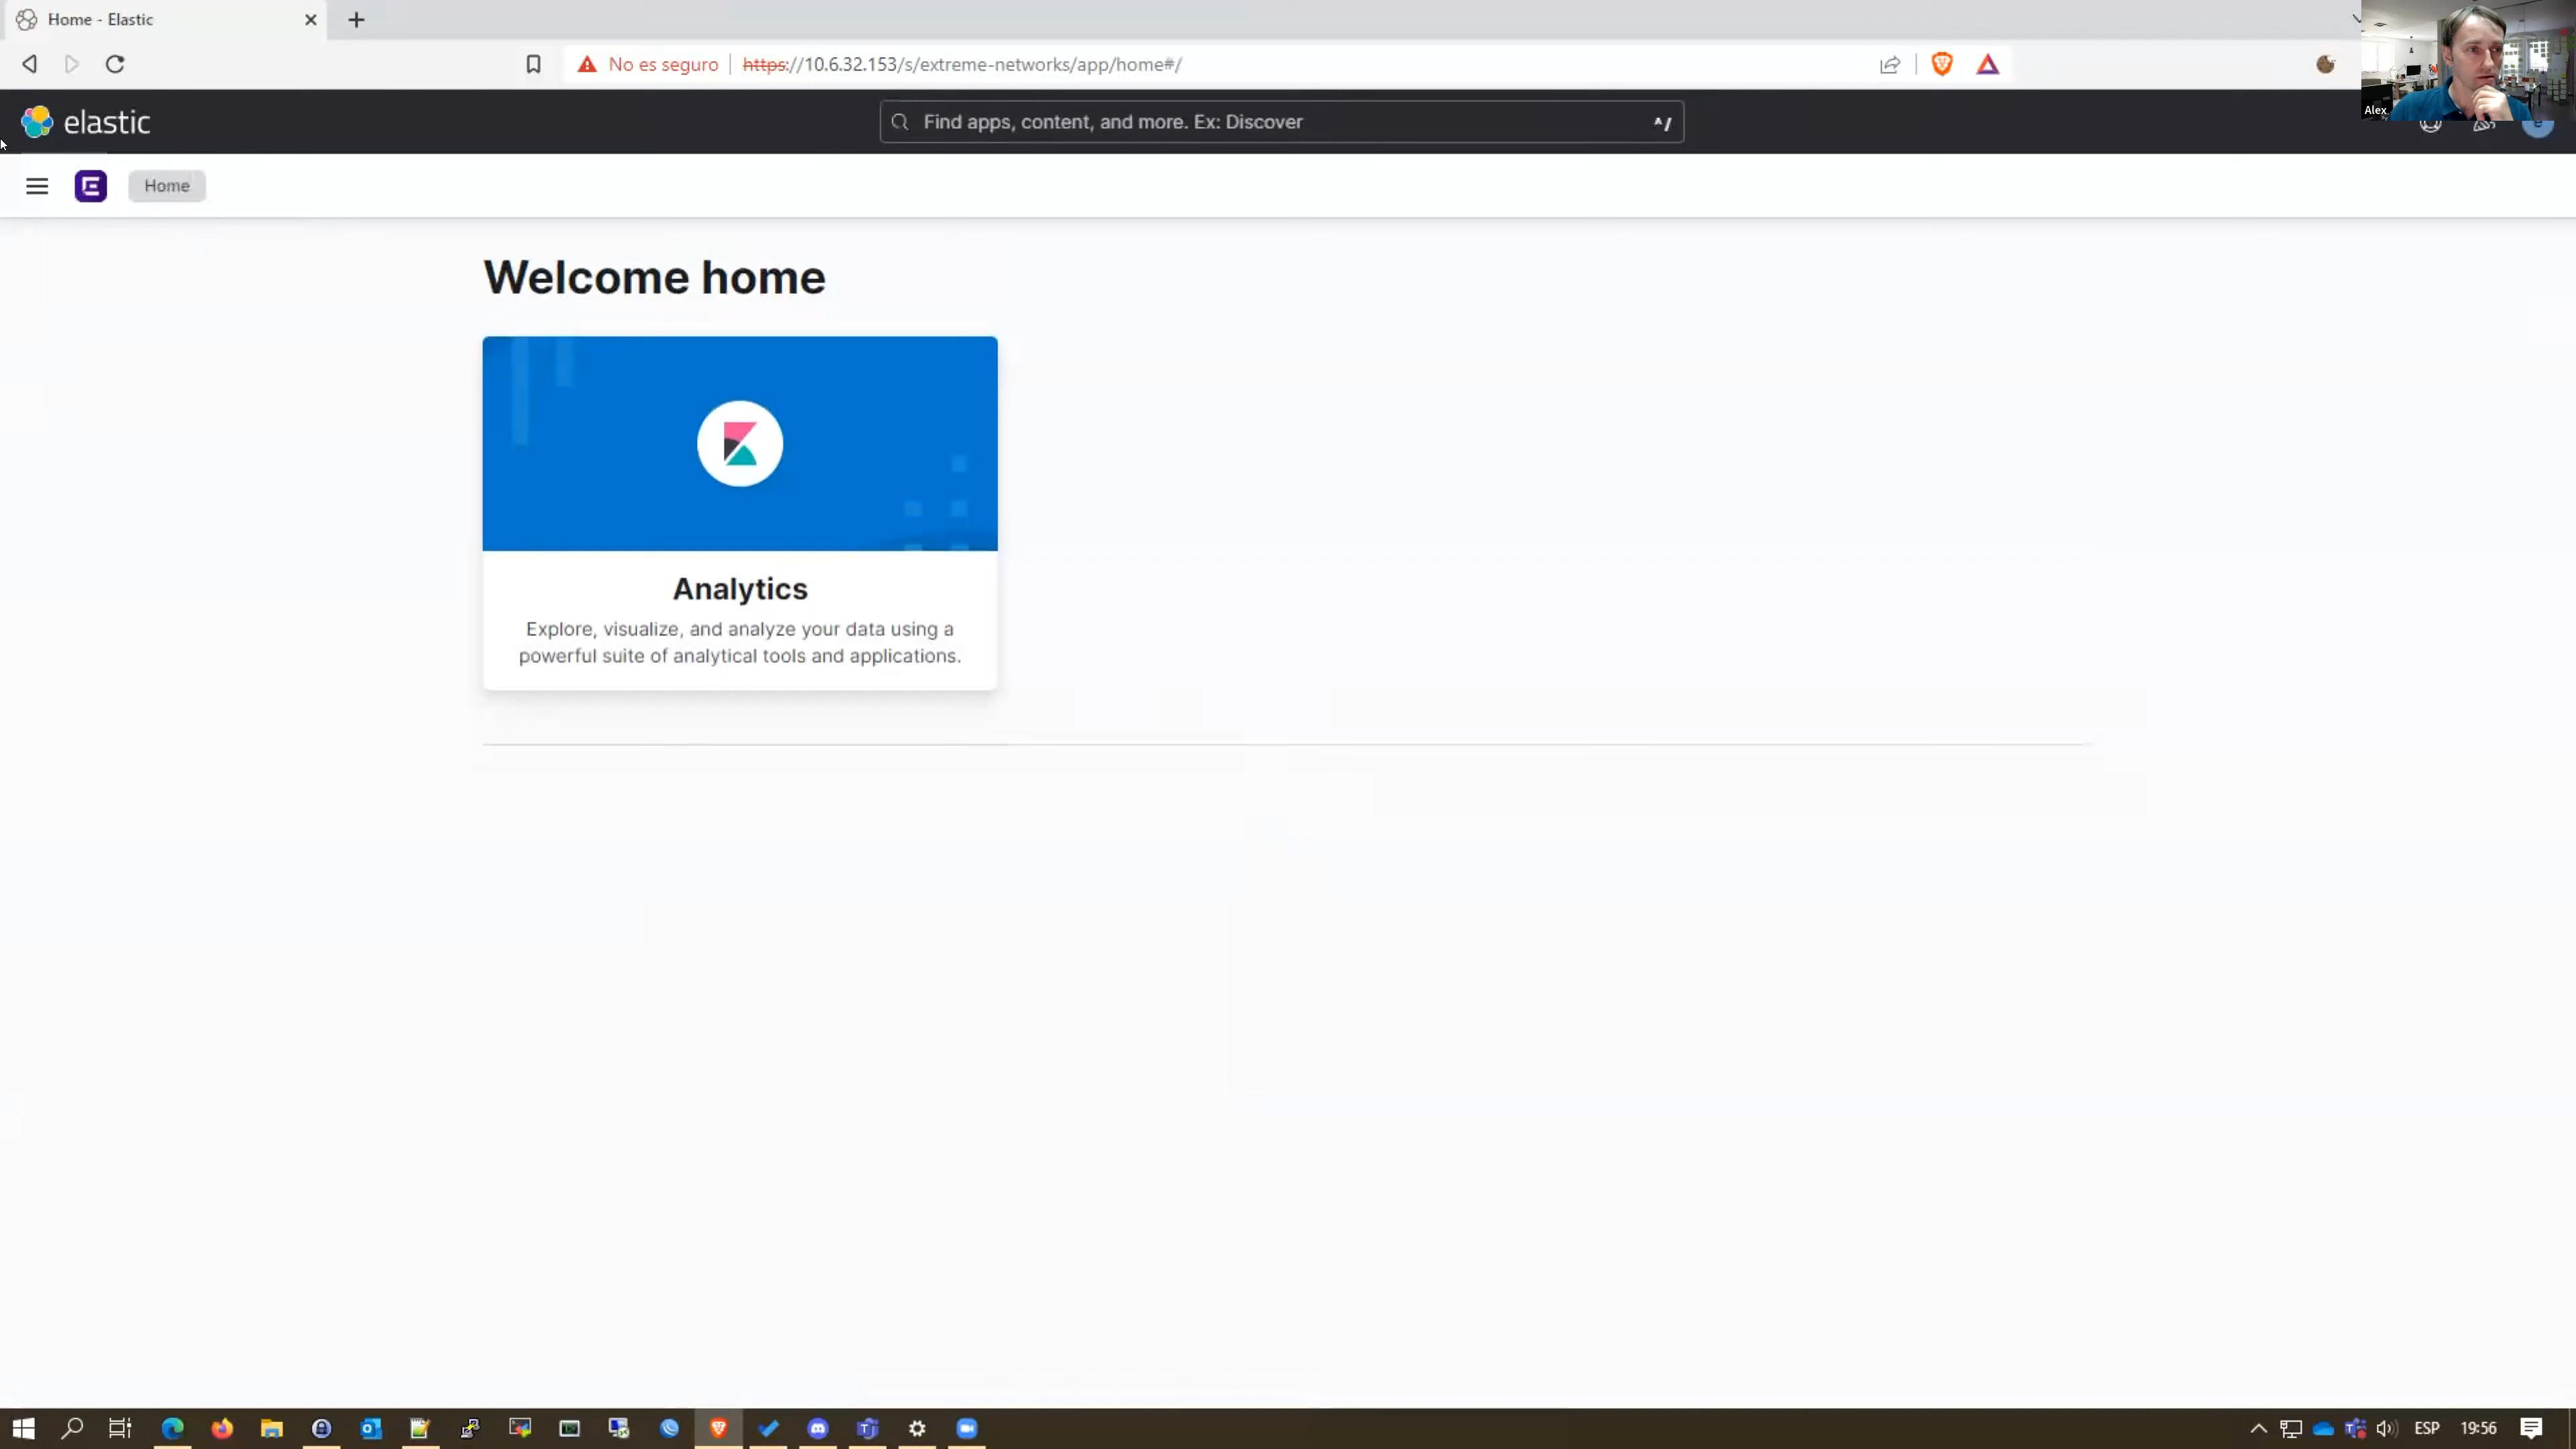 Home - Elastic
No es seguro
https://10.6.32.153/s/extreme-networks/app/home#/
Alex
elastic
Find apps, content, and more. Ex: Discover
^/
Home
Welcome home
Analytics
Explore, visualize, and analyze your data using a
powerful suite of analytical tools and applications.
ESP
19:56